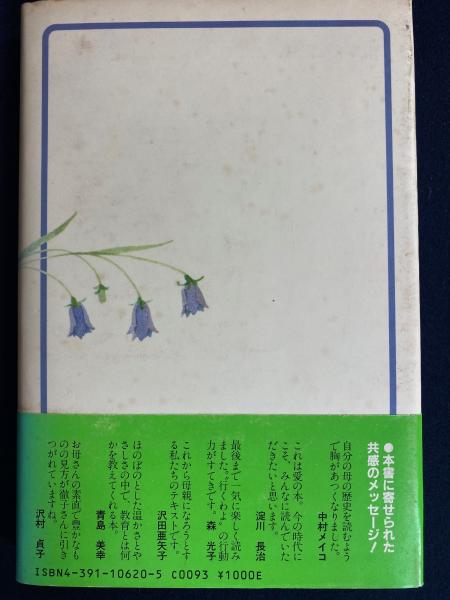 ●本書に寄せられた
共感のメッセージ!
自分の母の歴史を読むよう
で胸があつくなりました。
中村メイコ
これは愛の本。今の時代に
こそ、みんなに読んでいた
だきたいと思います。
淀川 長治
最後まで一気に楽しく読み
ました。“行くわよ”の行動
力がすてきです。森 光子
これから母親になろうとす
る私たちのテキストです。
沢田亜矢子
ほのぼのとした温かさとや
さしさの中で、教育とは何
かを教えてくれる本。
青島 美幸
お母さんの素直で豊かなも
のの見方が徹子さんに引き
つがれていますね。
沢村 貞子
ISBN4-391-10620-5 C0093 ¥1000E